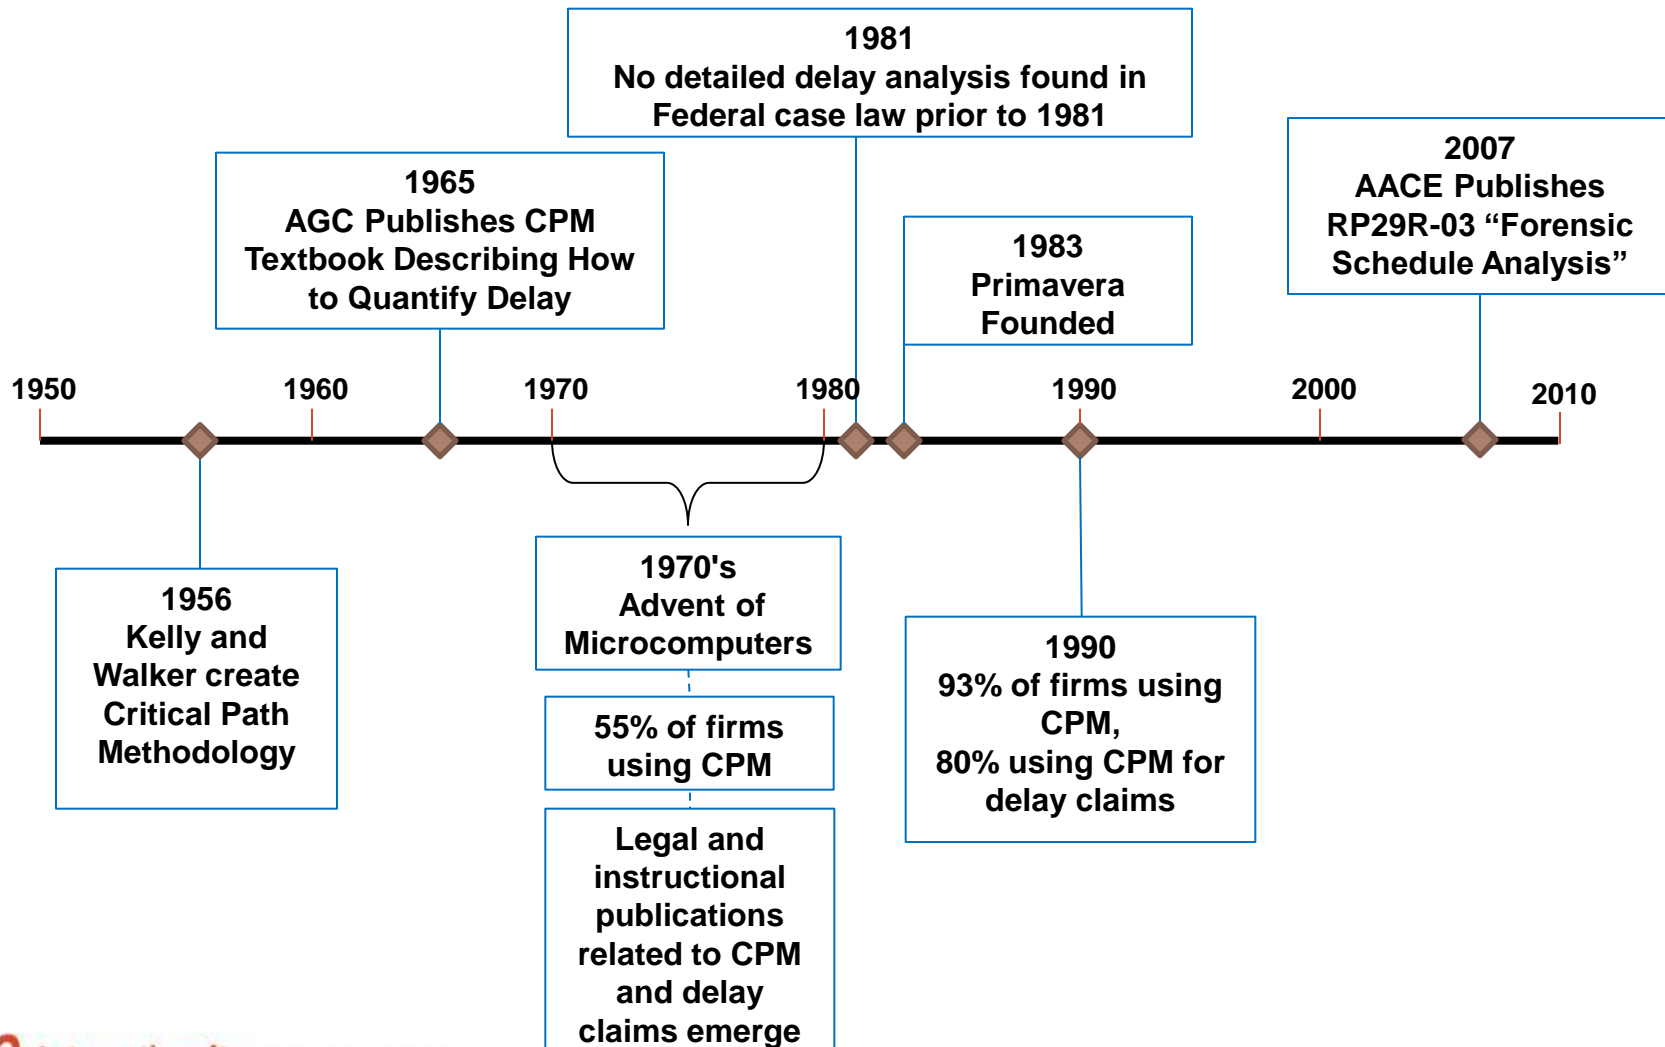 1981
No detailed delay analysis found in
Federal case law prior to 1981
2007
AACE Publishes
RP29R-03 “Forensic
Schedule Analysis”
1965
AGC Publishes CPM
Textbook Describing How
to Quantify Delay
1983
Primavera
Founded
1950
1960
1970
1980
1990
2000
2010
1956
Kelly and
Walker create
Critical Path
Methodology
1970's
Advent of
Microcomputers
55% of firms
using CPM
Legal and
instructional
publications
related to CPM
and delay
claims emerge
1990
93% of firms using
CPM,
80% using CPM for
delay claims